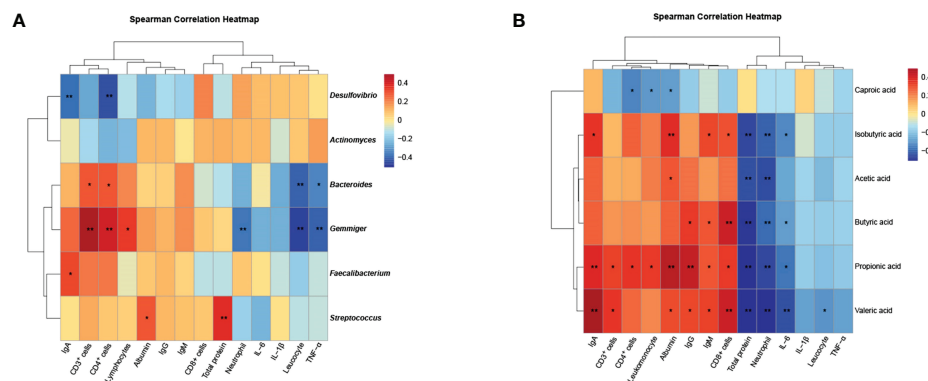 A
Spearman Correlation Heatmap
** ** Desulfovibrio
Actinomyces
* * ** * Bacteroides
** ** * ** ** ** Gemmiger
* Faecalibacterium
* ** Streptococcus
IgA CD3+ cells CD4+ cells Lymphocytes Albumin IgG IgM CD8+ cells Total protein Neutrophil IL-6 IL-1β Leucocyte TNF-α
0.4
0.2
0
−0.2
−0.4
B
Spearman Correlation Heatmap
* * * Caproic acid
* ** * * ** ** * Isobutyric acid
* ** ** Acetic acid
* * ** ** ** * Butyric acid
** * * * ** ** * * ** ** * Propionic acid
** * * * * ** ** ** ** * Valeric acid
IgA CD3+ cells CD4+ cells Leukomonocyte Albumin IgG IgM CD8+ cells Total protein Neutrophil IL-6 IL-1β Leucocyte TNF-α
0